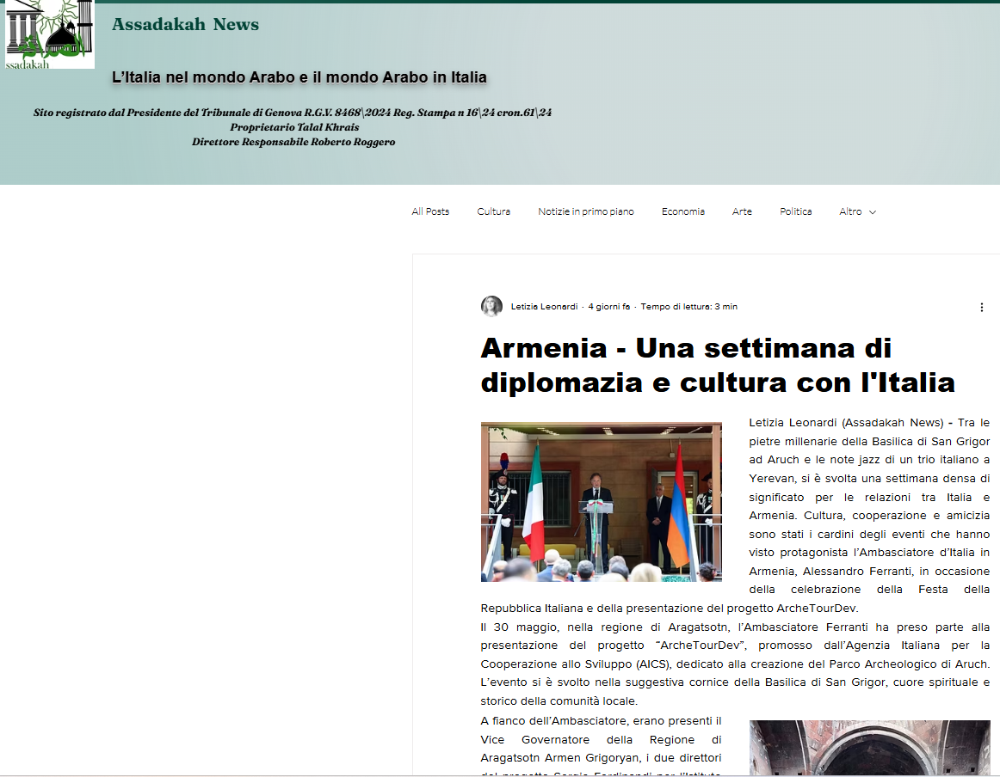 ssadakah
Assadakah News
L’Italia nel mondo Arabo e il mondo Arabo in Italia
Sito registrato dal Presidente del Tribunale di Genova R.G.V. 8468\2024 Reg. Stampa n 16\24 cron.61\24
Proprietario Talal Khrais
Direttore Responsabile Roberto Roggero
All Posts Cultura Notizie in primo piano Economia Arte Politica Altro
Letizia Leonardi · 4 giorni fa · Tempo di lettura: 3 min
Armenia - Una settimana di
diplomazia e cultura con l'Italia
Letizia Leonardi (Assadakah News) - Tra le
pietre millenarie della Basilica di San Grigor
ad Aruch e le note jazz di un trio italiano a
Yerevan, si è svolta una settimana densa di
significato per le relazioni tra Italia e
Armenia. Cultura, cooperazione e amicizia
sono stati i cardini degli eventi che hanno
visto protagonista l’Ambasciatore d’Italia in
Armenia, Alessandro Ferranti, in occasione
della celebrazione della Festa della
Repubblica Italiana e della presentazione del progetto ArcheTourDev.
Il 30 maggio, nella regione di Aragatsotn, l’Ambasciatore Ferranti ha preso parte alla
presentazione del progetto “ArcheTourDev”, promosso dall’Agenzia Italiana per la
Cooperazione allo Sviluppo (AICS), dedicato alla creazione del Parco Archeologico di Aruch.
L’evento si è svolto nella suggestiva cornice della Basilica di San Grigor, cuore spirituale e
storico della comunità locale.
A fianco dell’Ambasciatore, erano presenti il
Vice Governatore della Regione di
Aragatsotn Armen Grigoryan, i due direttori
del progetto Sergio Ferdinandi per l’Istituto